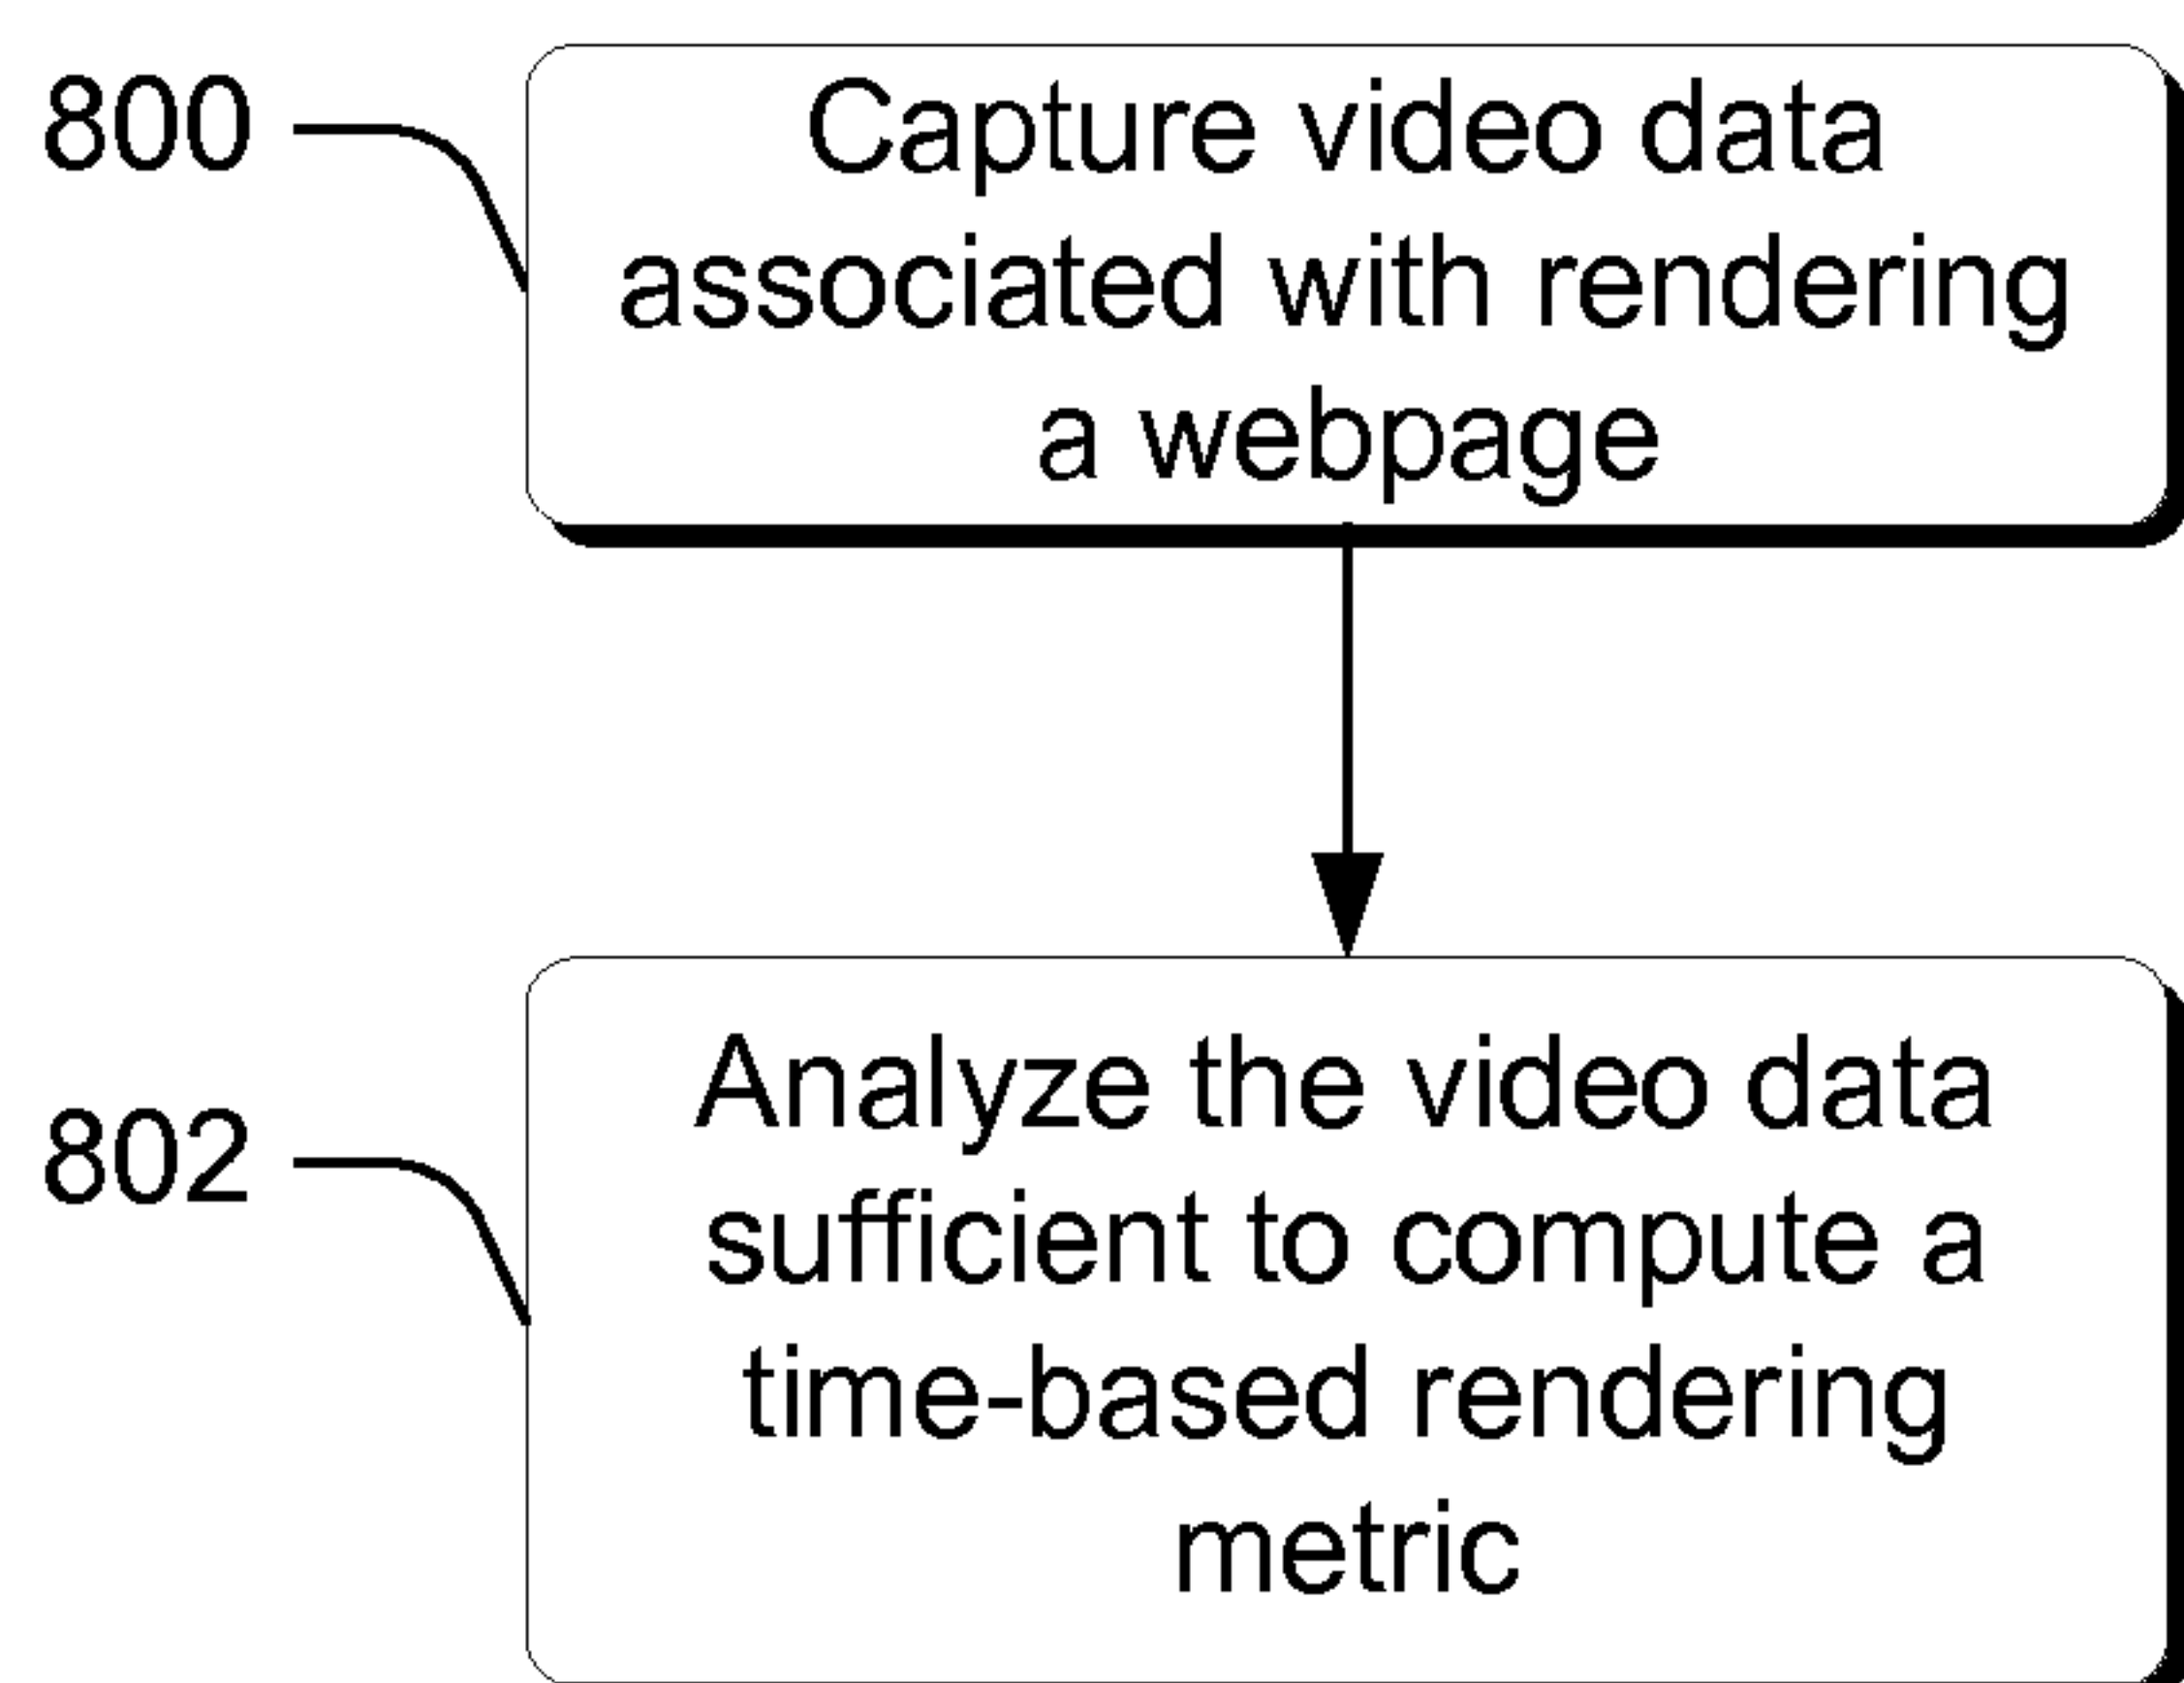 800
Capture video data
associated with rendering
a webpage
802
Analyze the video data
sufficient to compute a
time-based rendering
metric